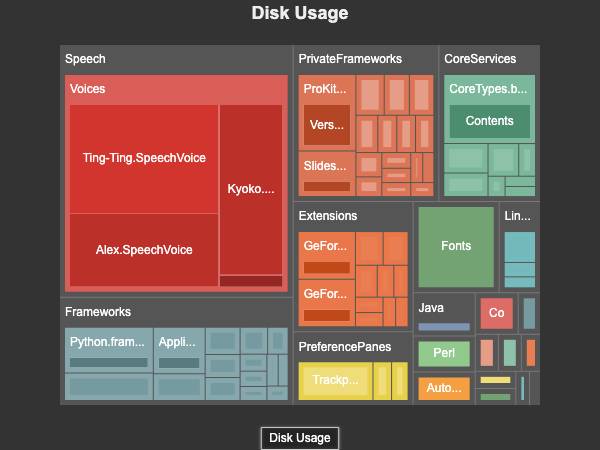 Disk Usage
Speech
Voices
Ting-Ting.SpeechVoice
Kyoko....
Alex.SpeechVoice
Frameworks
Python.fram...
Appli...
PrivateFrameworks
ProKit...
Vers...
Slides...
CoreServices
CoreTypes.b...
Contents
Extensions
GeFor...
GeFor...
PreferencePanes
Trackp...
Fonts
Lin...
Java
Co
Perl
Auto...
Disk Usage